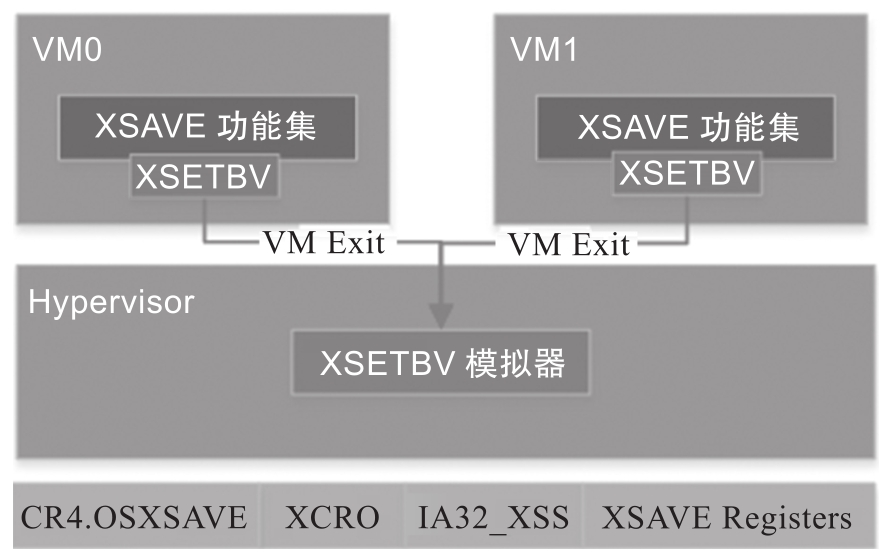 VM0
VM1
XSAVE 功能集
XSAVE 功能集
XSETBV
XSETBV
VM Exit
VM Exit
Hypervisor
XSETBV 模拟器
CR4.OSXSAVE
XCRO
IA32_XSS
XSAVE Registers